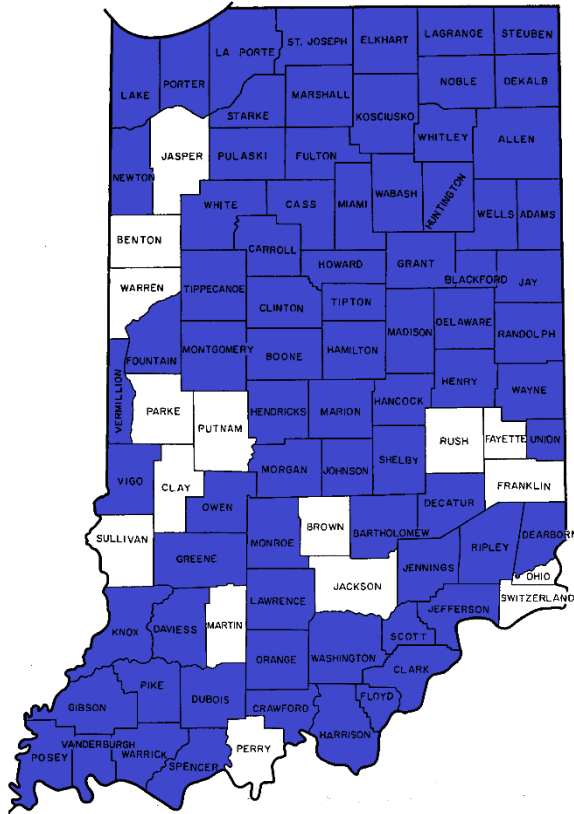 LA PORTE
ST. JOSEPH
ELKHART
LAGRANGE
STEUBEN
LAKE
PORTER
NOBLE
DEKALB
MARSHALL
STARKE
KOSCIUSKO
WHITLEY
ALLEN
JASPER
PULASKI
FULTON
NEWTON
WABASH
HUNTINGTON
WHITE
CASS
MIAMI
WELLS
ADAMS
BENTON
CARROLL
HOWARD
GRANT
BLACKFORD
JAY
WARREN
TIPPECANOE
CLINTON
TIPTON
MADISON
DELAWARE
RANDOLPH
FOUNTAIN
MONTGOMERY
BOONE
HAMILTON
VERMILLION
HENRY
WAYNE
PARKE
PUTNAM
HENDRICKS
MARION
HANCOCK
RUSH
FAYETTE
UNION
SHELBY
MORGAN
JOHNSON
VIGO
CLAY
FRANKLIN
OWEN
DECATUR
BROWN
BARTHOLOMEW
DEARBORN
SULLIVAN
MONROE
RIPLEY
GREENE
JENNINGS
OHIO
JACKSON
SWITZERLAND
LAWRENCE
JEFFERSON
KNOX
DAVIESS
MARTIN
SCOTT
ORANGE
WASHINGTON
CLARK
PIKE
DUBOIS
FLOYD
GIBSON
CRAWFORD
HARRISON
PERRY
VANDERBURGH
POSEY
WARRICK
SPENCER